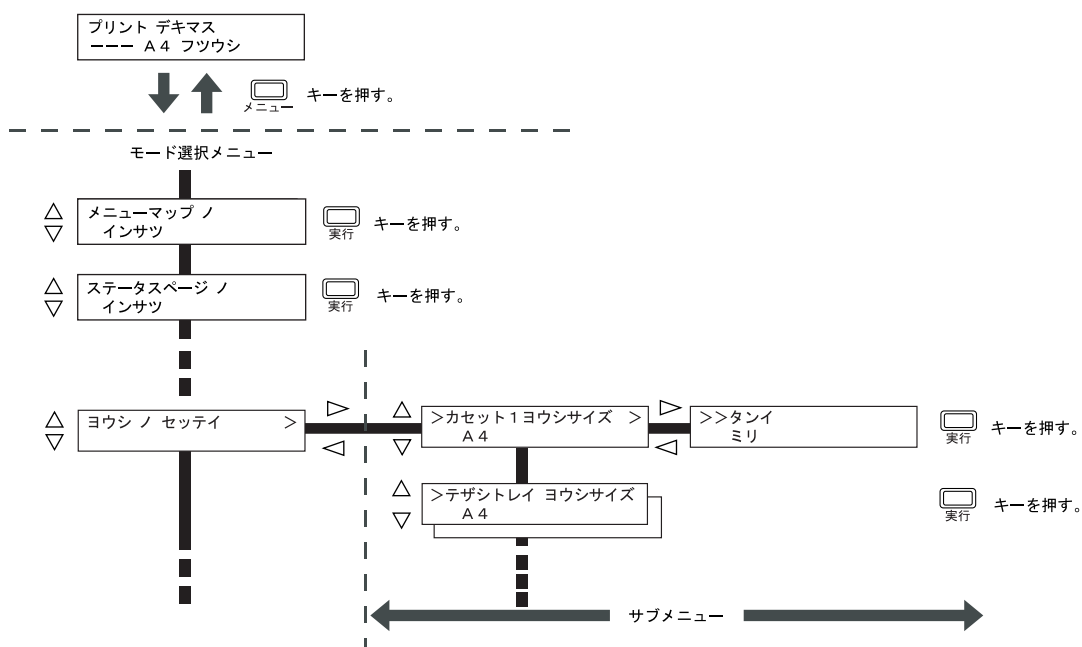 プリント デキマス
ーーー A4 フツウシ
メニュー
キーを押す。
モード選択メニュー
メニューマップ ノ
インサツ
実行
キーを押す。
ステータスページ ノ
インサツ
実行
キーを押す。
ヨウシ ノ セッテイ >
>カセット1ヨウシサイズ >
A4
>>タンイ
ミリ
実行
キーを押す。
>テザシトレイ ヨウシサイズ
A4
実行
キーを押す。
サブメニュー